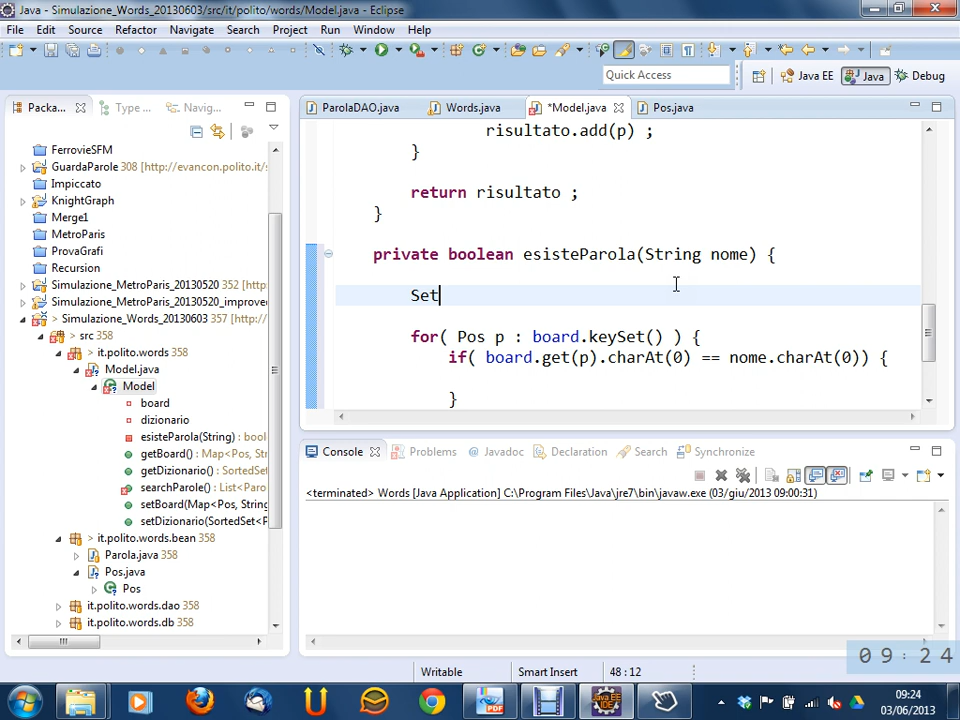 Java - Simulazione_Words_20130603/src/it/polito/words/Model.java - Eclipse
File Edit Source Refactor Navigate Search Project Run Window Help
Quick Access
Java EE Java Debug
Packa... Type ... Navig...
ParolaDAO.java Words.java *Model.java Pos.java
FerrovieSFM
GuardaParole 308 [http://evancon.polito.it/s
Impiccato
KnightGraph
Merge1
MetroParis
ProvaGrafi
Recursion
Simulazione_MetroParis_20130520 352 [http:/
Simulazione_MetroParis_20130520_improved
Simulazione_Words_20130603 357 [http://e
src 358
it.polito.words 358
Model.java 358
Model
board
dizionario
esisteParola(String) : bool
getBoard() : Map<Pos, St
getDizionario() : SortedSet
searchParole() : List<Paro
setBoard(Map<Pos, String
setDizionario(SortedSet<P
it.polito.words.bean 358
Parola.java 358
Pos.java 358
Pos
it.polito.words.dao 358
it.polito.words.db 358
risultato.add(p) ;
}
return risultato ;
}
private boolean esisteParola(String nome) {
Set
for( Pos p : board.keySet() ) {
if( board.get(p).charAt(0) == nome.charAt(0)) {
}
Console Problems Javadoc Declaration Search Synchronize
<terminated> Words [Java Application] C:\Program Files\Java\jre7\bin\javaw.exe (03/giu/2013 09:00:31)
09:24
Writable Smart Insert 48 : 12
09:24
03/06/2013